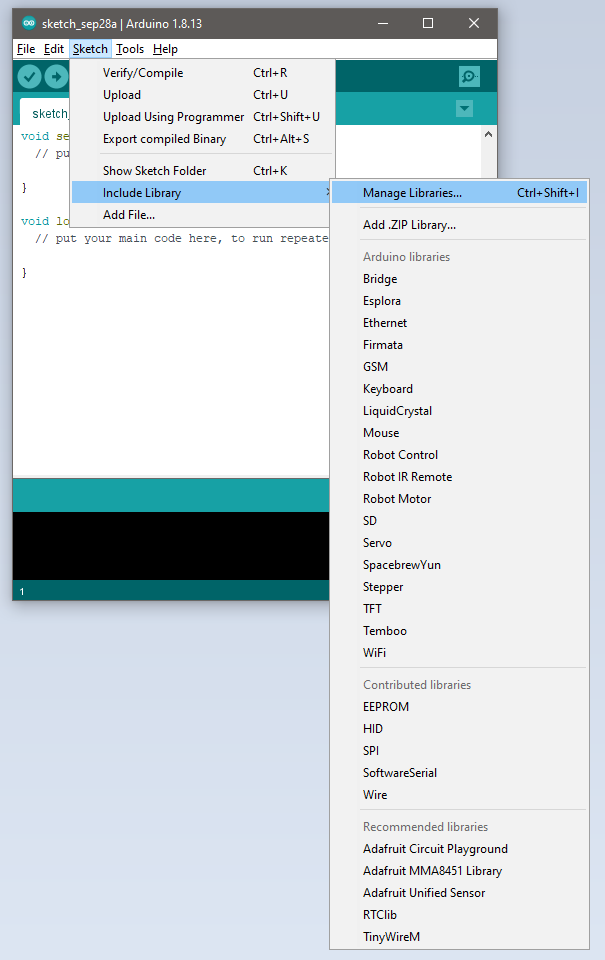 sketch_sep28a | Arduino 1.8.13
File Edit Sketch Tools Help
Verify/Compile Ctrl+R
Upload Ctrl+U
Upload Using Programmer Ctrl+Shift+U
Export compiled Binary Ctrl+Alt+S
Show Sketch Folder Ctrl+K
Include Library
Add File...
sketch_
void se
// pu
}
void lo
// put your main code here, to run repeate
}
1
Manage Libraries... Ctrl+Shift+I
Add .ZIP Library...
Arduino libraries
Bridge
Esplora
Ethernet
Firmata
GSM
Keyboard
LiquidCrystal
Mouse
Robot Control
Robot IR Remote
Robot Motor
SD
Servo
SpacebrewYun
Stepper
TFT
Temboo
WiFi
Contributed libraries
EEPROM
HID
SPI
SoftwareSerial
Wire
Recommended libraries
Adafruit Circuit Playground
Adafruit MMA8451 Library
Adafruit Unified Sensor
RTClib
TinyWireM